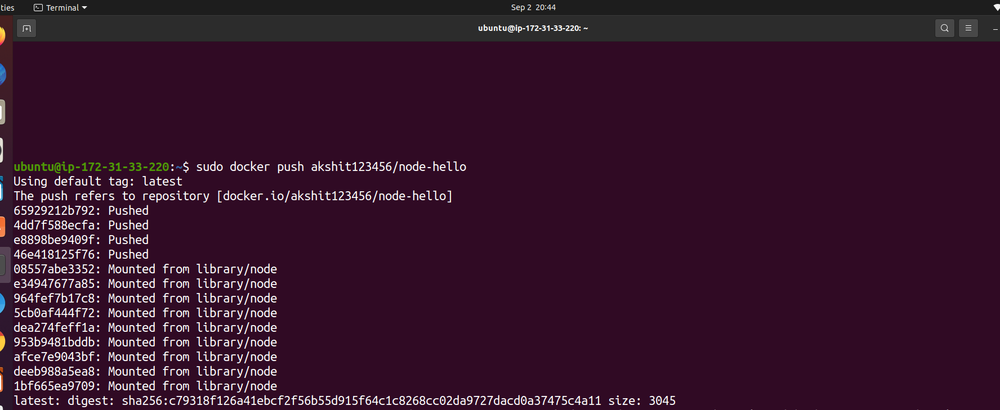 ties Terminal Sep 2 20:44
ubuntu@ip-172-31-33-220: ~
ubuntu@ip-172-31-33-220:~$ sudo docker push akshit123456/node-hello
Using default tag: latest
The push refers to repository [docker.io/akshit123456/node-hello]
65929212b792: Pushed
4dd7f588ecfa: Pushed
e8898be9409f: Pushed
46e418125f76: Pushed
08557abe3352: Mounted from library/node
e34947677a85: Mounted from library/node
964fef7b17c8: Mounted from library/node
5cb0af444f72: Mounted from library/node
dea274feff1a: Mounted from library/node
953b9481bddb: Mounted from library/node
afce7e9043bf: Mounted from library/node
deeb988a5ea8: Mounted from library/node
1bf665ea9709: Mounted from library/node
latest: digest: sha256:c79318f126a41ebcf2f56b55d915f64c1c8268cc02da9727dacd0a37475c4a11 size: 3045